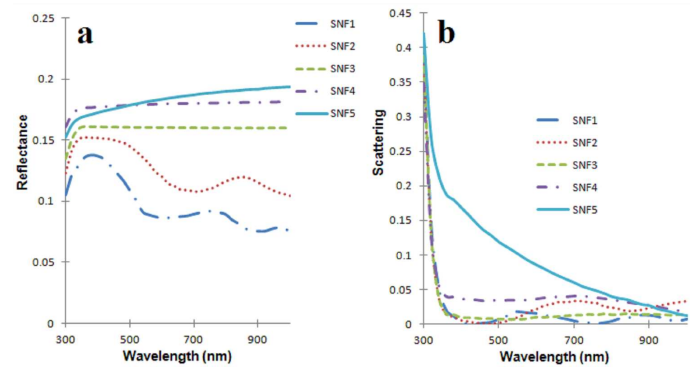 a
0.25
0.2
0.15
0.1
0.05
0
Reflectance
300
500
700
900
Wavelength (nm)
SNF1
SNF2
SNF3
SNF4
SNF5
b
0.45
0.4
0.35
0.3
0.25
0.2
0.15
0.1
0.05
0
Scattering
300
500
700
900
Wavelength (nm)
SNF1
SNF2
SNF3
SNF4
SNF5